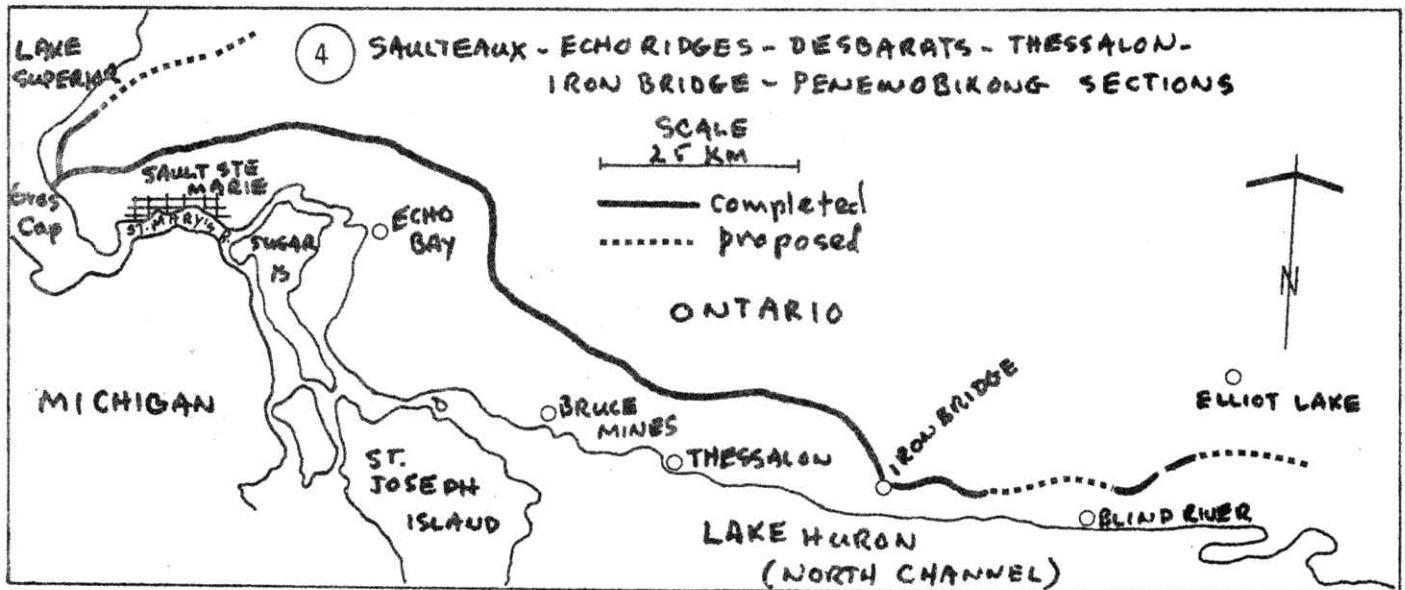 LAKE
SUPERIOR
4
SAULTEAUX - ECHO RIDGES - DESBARATS - THESSALON -
IRON BRIDGE - PENEWOBIKONG SECTIONS
SCALE
25 KM
completed
proposed
SAULT STE
MARIE
Gros
Cap
ST. MARY'S R.
SUGAR
IS
ECHO
BAY
ONTARIO
N
MICHIGAN
BRUCE
MINES
THESSALON
IRON BRIDGE
ELLIOT LAKE
ST.
JOSEPH
ISLAND
BLIND RIVER
LAKE HURON
(NORTH CHANNEL)